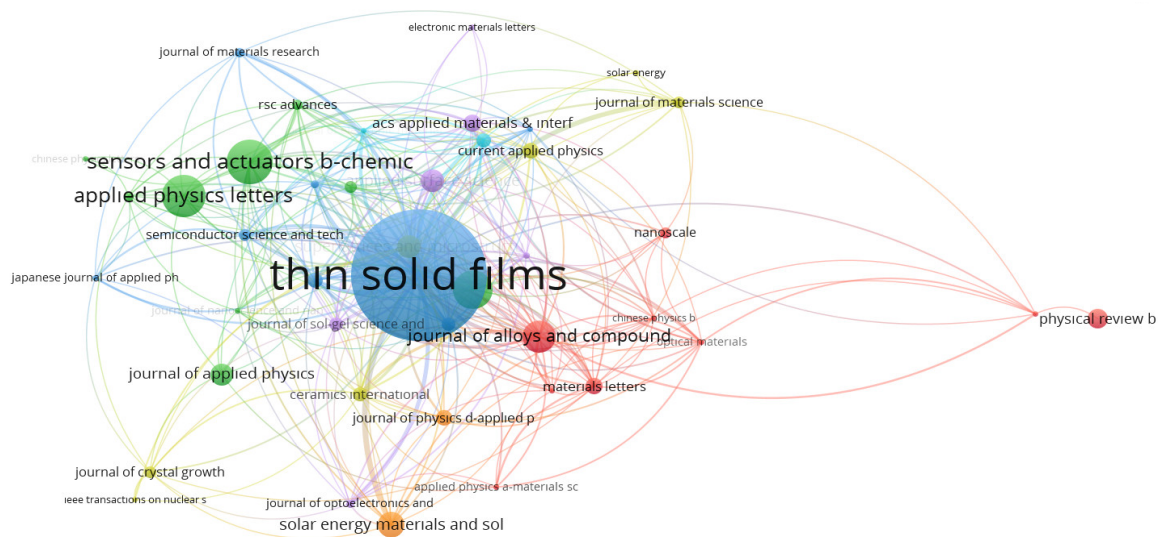 electronic materials letters
journal of materials research
solar energy
rsc advances
journal of materials science
acs applied materials & interf
current applied physics
chinese ph
sensors and actuators b-chemic
applied physics letters
semiconductor science and tech
nanoscale
japanese journal of applied ph
thin solid films
journal of sol-gel science and
chinese physics b
physical review b
journal of alloys and compound
optical materials
journal of applied physics
materials letters
ceramics international
journal of physics d-applied p
journal of crystal growth
applied physics a-materials sc
ieee transactions on nuclear s
journal of optoelectronics and
solar energy materials and sol